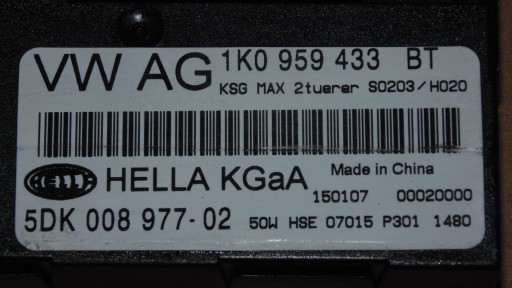 VW AG 1K0 959 433 BT
KSG MAX 2tuerer S0203/H020
HELLA HELLA KGaA Made in China
150107 00020000
5DK 008 977-02 50W HSE 07015 P301 1480